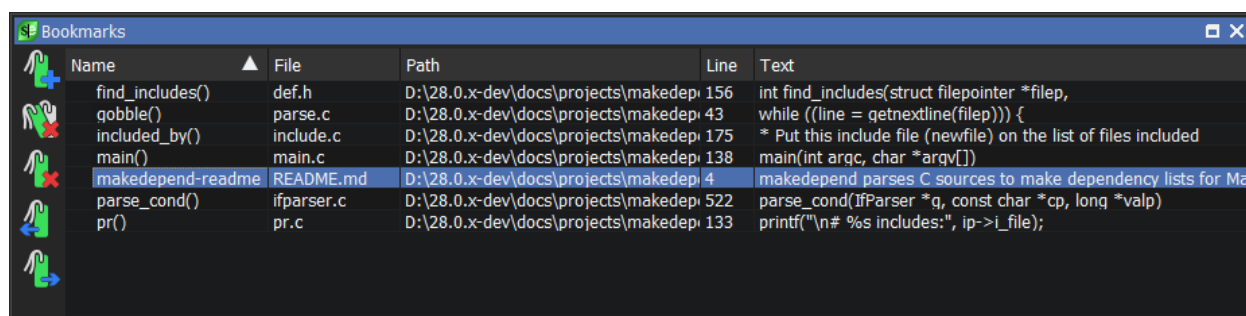 Bookmarks
Name File Path Line Text
find_includes() def.h D:\28.0.x-dev\docs\projects\makedep 156 int find_includes(struct filepointer *filep,
gobble() parse.c D:\28.0.x-dev\docs\projects\makedep 43 while ((line = getnextline(filep))) {
included_by() include.c D:\28.0.x-dev\docs\projects\makedep 175 * Put this include file (newfile) on the list of files included
main() main.c D:\28.0.x-dev\docs\projects\makedep 138 main(int argc, char *argv[])
makedepend-readme README.md D:\28.0.x-dev\docs\projects\makedep 4 makedepend parses C sources to make dependency lists for Ma
parse_cond() ifparser.c D:\28.0.x-dev\docs\projects\makedep 522 parse_cond(IfParser *g, const char *cp, long *valp)
pr() pr.c D:\28.0.x-dev\docs\projects\makedep 133 printf("\n# %s includes:", ip->i_file);